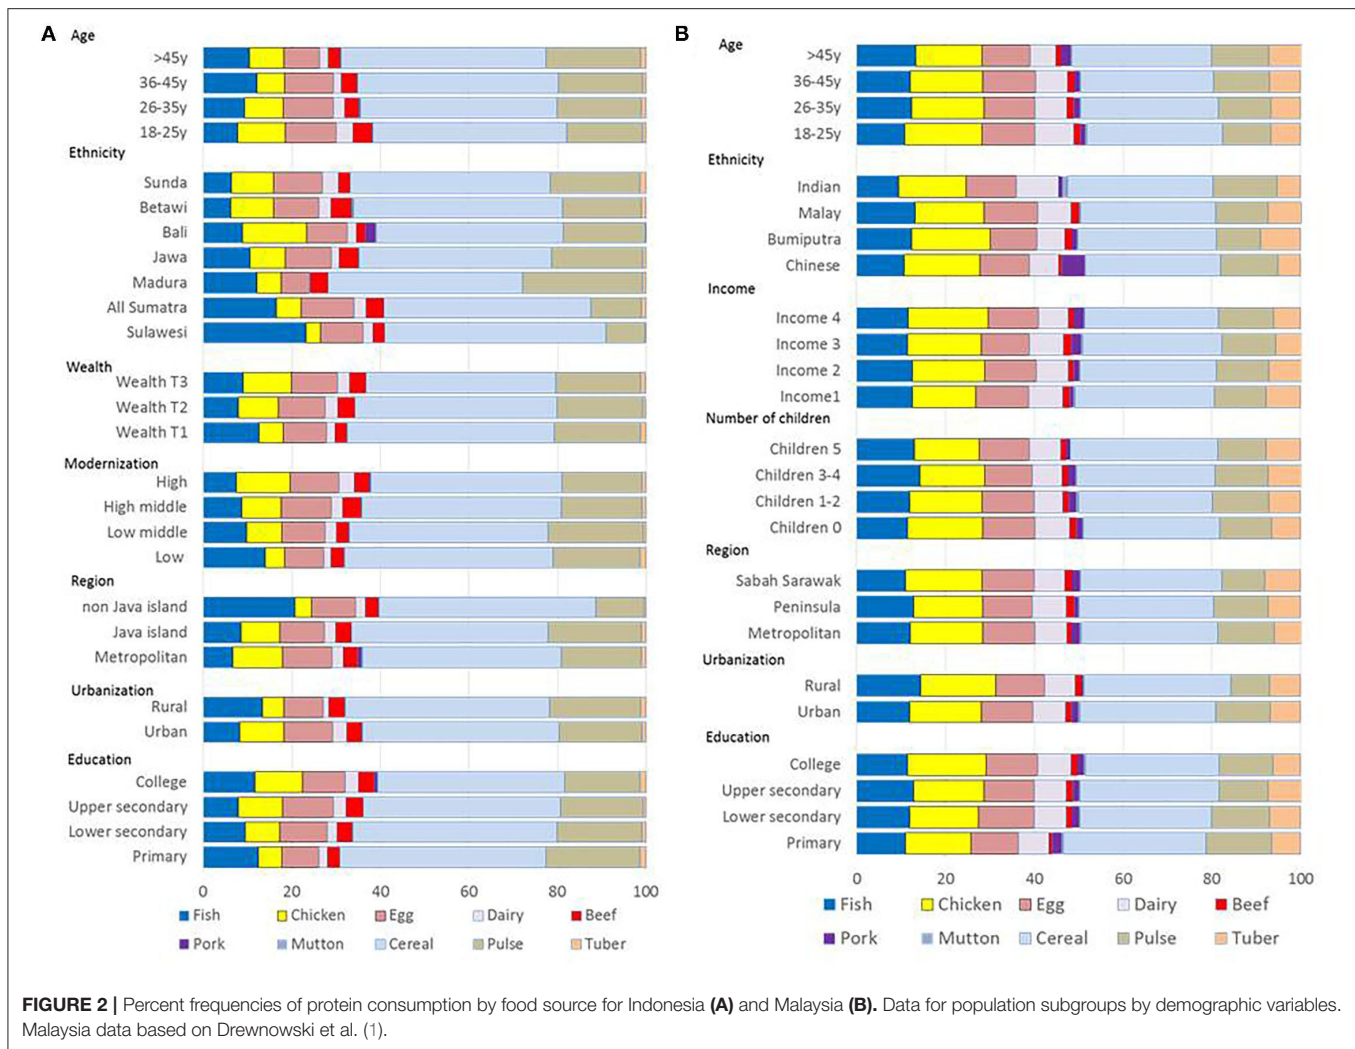 A
Age
>45y
36-45y
26-35y
18-25y
Ethnicity
Sunda
Betawi
Bali
Jawa
Madura
All Sumatra
Sulawesi
Wealth
Wealth T3
Wealth T2
Wealth T1
Modernization
High
High middle
Low middle
Low
Region
non Java island
Java island
Metropolitan
Urbanization
Rural
Urban
Education
College
Upper secondary
Lower secondary
Primary
0 20 40 60 80 100
Fish Chicken Egg Dairy Beef
Pork Mutton Cereal Pulse Tuber
B
Age
>45y
36-45y
26-35y
18-25y
Ethnicity
Indian
Malay
Bumiputra
Chinese
Income
Income 4
Income 3
Income 2
Income1
Number of children
Children 5
Children 3-4
Children 1-2
Children 0
Region
Sabah Sarawak
Peninsula
Metropolitan
Urbanization
Rural
Urban
Education
College
Upper secondary
Lower secondary
Primary
0 20 40 60 80 100
Fish Chicken Egg Dairy Beef
Pork Mutton Cereal Pulse Tuber
FIGURE 2 | Percent frequencies of protein consumption by food source for Indonesia (A) and Malaysia (B). Data for population subgroups by demographic variables.
Malaysia data based on Drewnowski et al. (1).